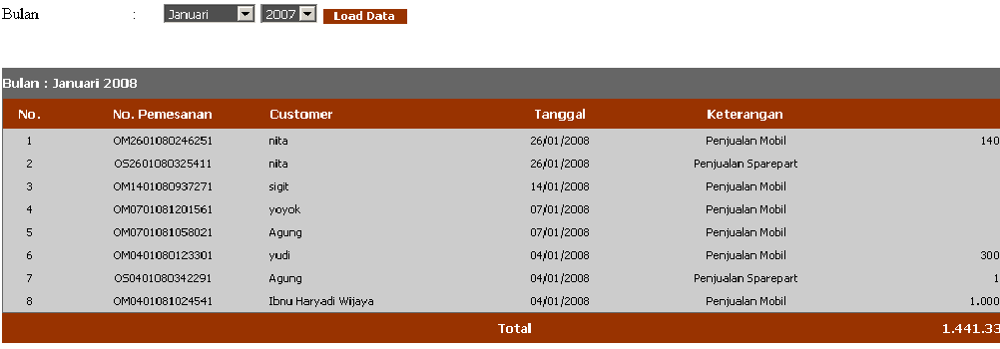 Bulan : Januari 2007 Load Data
Bulan : Januari 2008
No. No. Pemesanan Customer Tanggal Keterangan
1 OM2601080246251 nita 26/01/2008 Penjualan Mobil 140
2 OS2601080325411 nita 26/01/2008 Penjualan Sparepart
3 OM1401080937271 sigit 14/01/2008 Penjualan Mobil
4 OM0701081201561 yoyok 07/01/2008 Penjualan Mobil
5 OM0701081058021 Agung 07/01/2008 Penjualan Mobil
6 OM0401080123301 yudi 04/01/2008 Penjualan Mobil 300
7 OS0401080342291 Agung 04/01/2008 Penjualan Sparepart 1
8 OM0401081024541 Ibnu Haryadi Wijaya 04/01/2008 Penjualan Mobil 1.000
Total 1.441.33